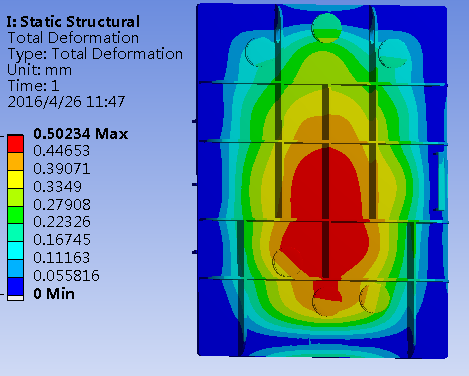 I: Static Structural
Total Deformation
Type: Total Deformation
Unit: mm
Time: 1
2016/4/26 11:47
0.50234 Max
0.44653
0.39071
0.3349
0.27908
0.22326
0.16745
0.11163
0.055816
0 Min